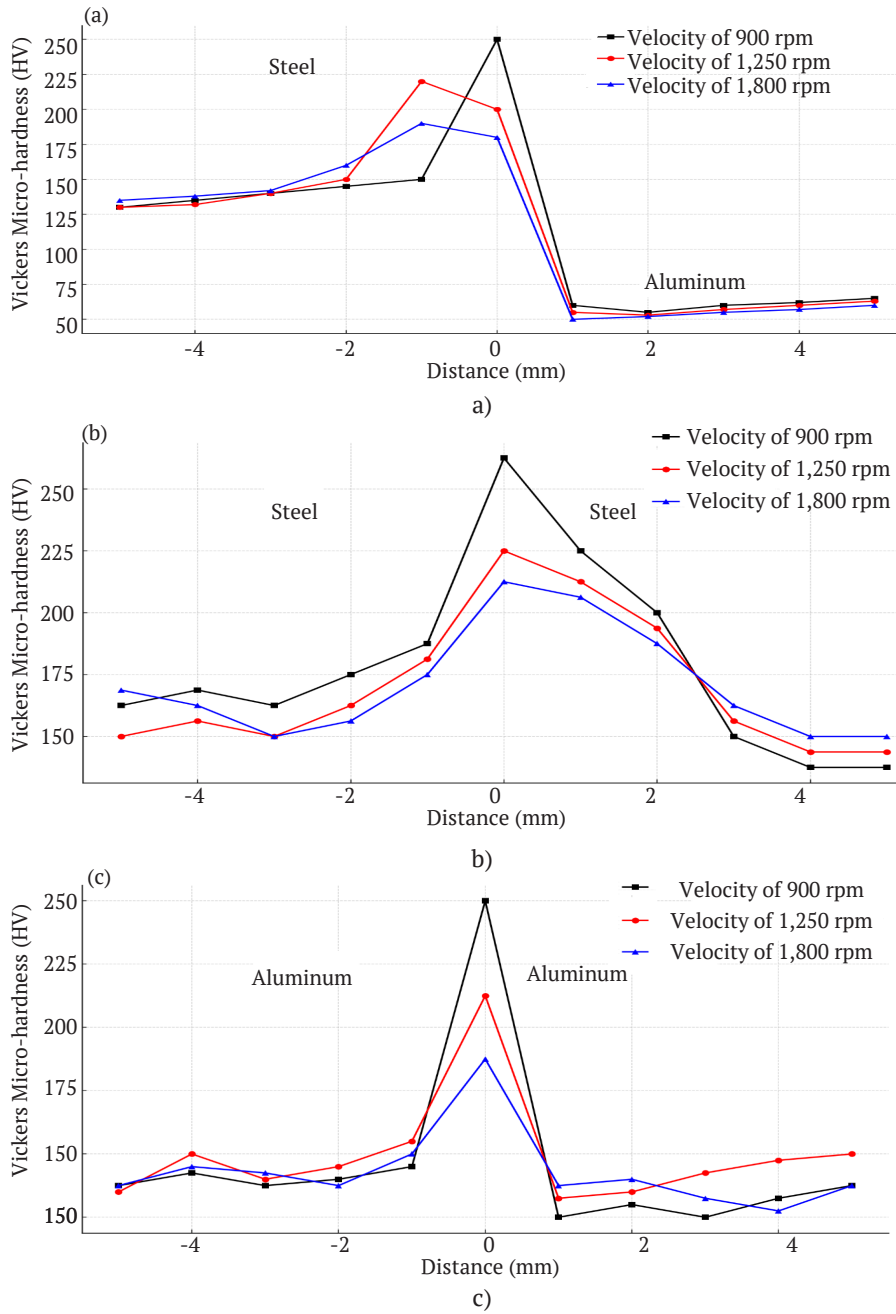 (a)
Velocity of 900 rpm
Velocity of 1,250 rpm
Velocity of 1,800 rpm
Steel
Aluminum
Vickers Micro-hardness (HV)
250
225
200
175
150
125
100
75
50
-4 -2 0 2 4
Distance (mm)
a)
(b)
Velocity of 900 rpm
Velocity of 1,250 rpm
Velocity of 1,800 rpm
Steel Steel
Vickers Micro-hardness (HV)
250
225
200
175
150
-4 -2 0 2 4
Distance (mm)
b)
(c)
Velocity of 900 rpm
Velocity of 1,250 rpm
Velocity of 1,800 rpm
Aluminum Aluminum
Vickers Micro-hardness (HV)
250
225
200
175
150
150
-4 -2 0 2 4
Distance (mm)
c)